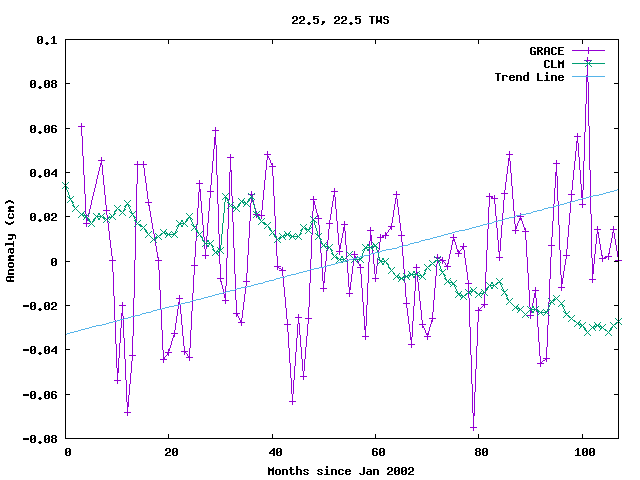 22.5, 22.5 TWS
GRACE
CLM
Trend Line
Anomaly (cm)
0.1
0.08
0.06
0.04
0.02
0
-0.02
-0.04
-0.06
-0.08
0 20 40 60 80 100
Months since Jan 2002